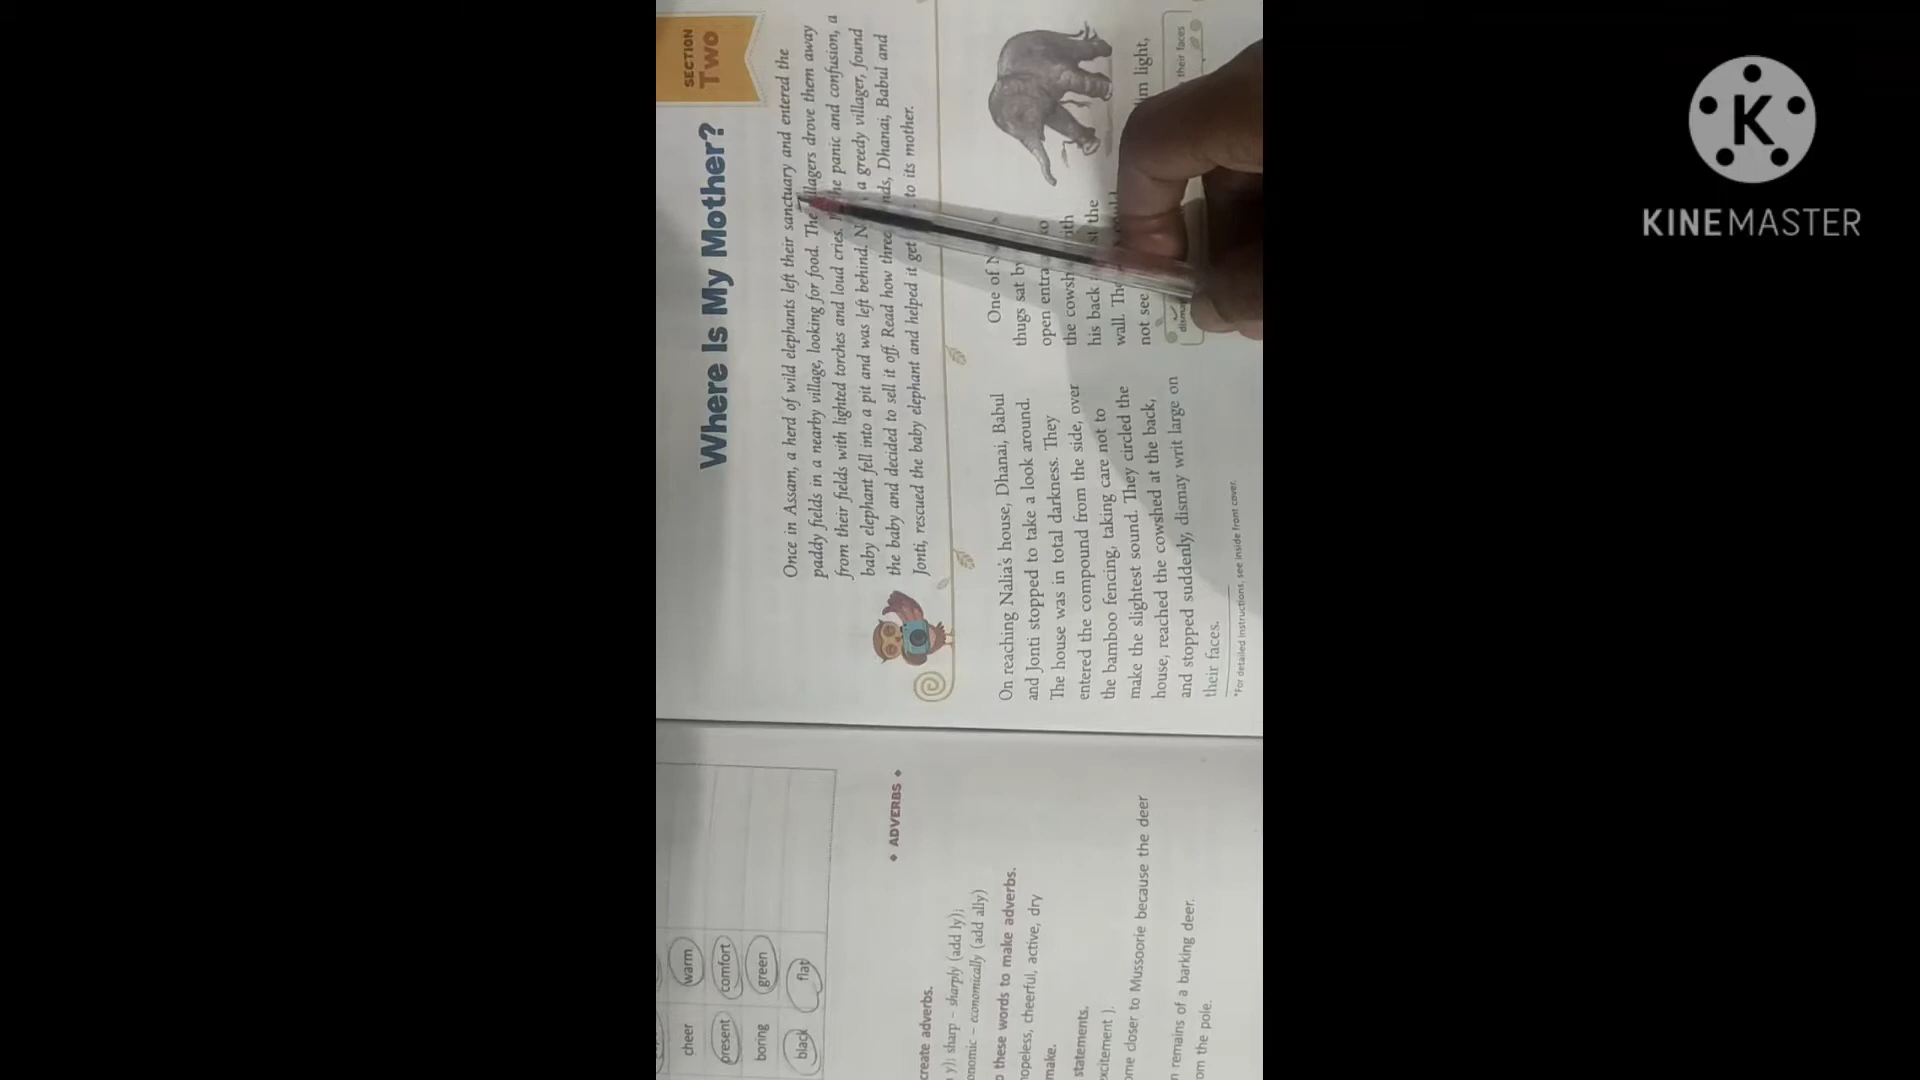 SECTION
TWO
Where Is My Mother?
Once in Assam, a herd of wild elephants left their sanctuary and entered the
paddy fields in a nearby village, looking for food. The villagers drove them away
from their fields with lighted torches and loud cries. the panic and confusion, a
baby elephant fell into a pit and was left behind. a greedy villager, found
the baby and decided to sell it off. Read how three Dhanai, Babul and
Jonti, rescued the baby elephant and helped it get to its mother.
On reaching Nalia's house, Dhanai, Babul
and Jonti stopped to take a look around.
The house was in total darkness. They
entered the compound from the side, over
the bamboo fencing, taking care not to
make the slightest sound. They circled the
house, reached the cowshed at the back,
and stopped suddenly, dismay writ large on
their faces.
*For detailed instructions, see inside front cover.
One of
thugs sat by
open
the
his back the
wall.
not see light,
their faces
cheer warm
present comfort
boring green
black flat
ADVERBS
create adverbs.
y); sharp – sharply (add ly);
onomic – economically (add ally)
these words to make adverbs.
hopeless, cheerful, active, dry
make.
statements.
excitement ).
closer to Mussoorie because the deer
remains of a barking deer.
the pole.
K
KINEMASTER